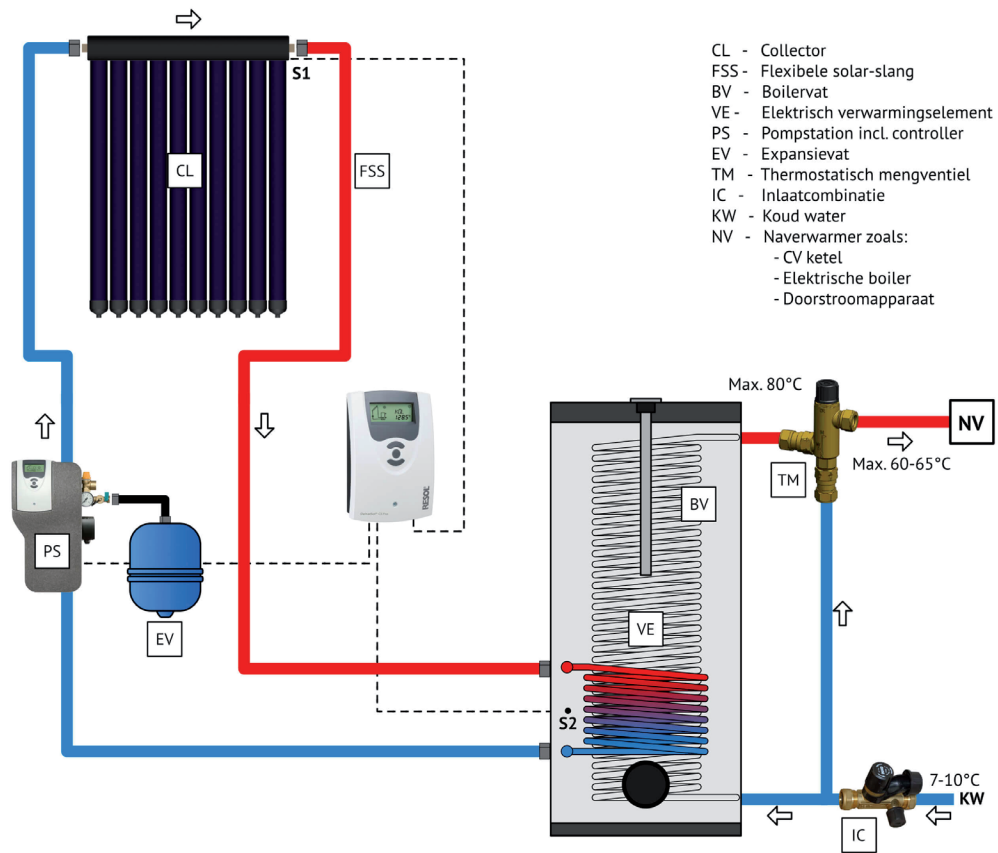 S1
CL
FSS
CL - Collector
FSS - Flexibele solar-slang
BV - Boilervat
VE - Elektrisch verwarmingselement
PS - Pompstation incl. controller
EV - Expansievat
TM - Thermostatisch mengventiel
IC - Inlaatcombinatie
KW - Koud water
NV - Naverwarmer zoals:
- CV ketel
- Elektrische boiler
- Doorstroomapparaat
Max. 80°C
NV
Max. 60-65°C
TM
RESOL
BV
PS
EV
VE
S2
7-10°C
KW
IC